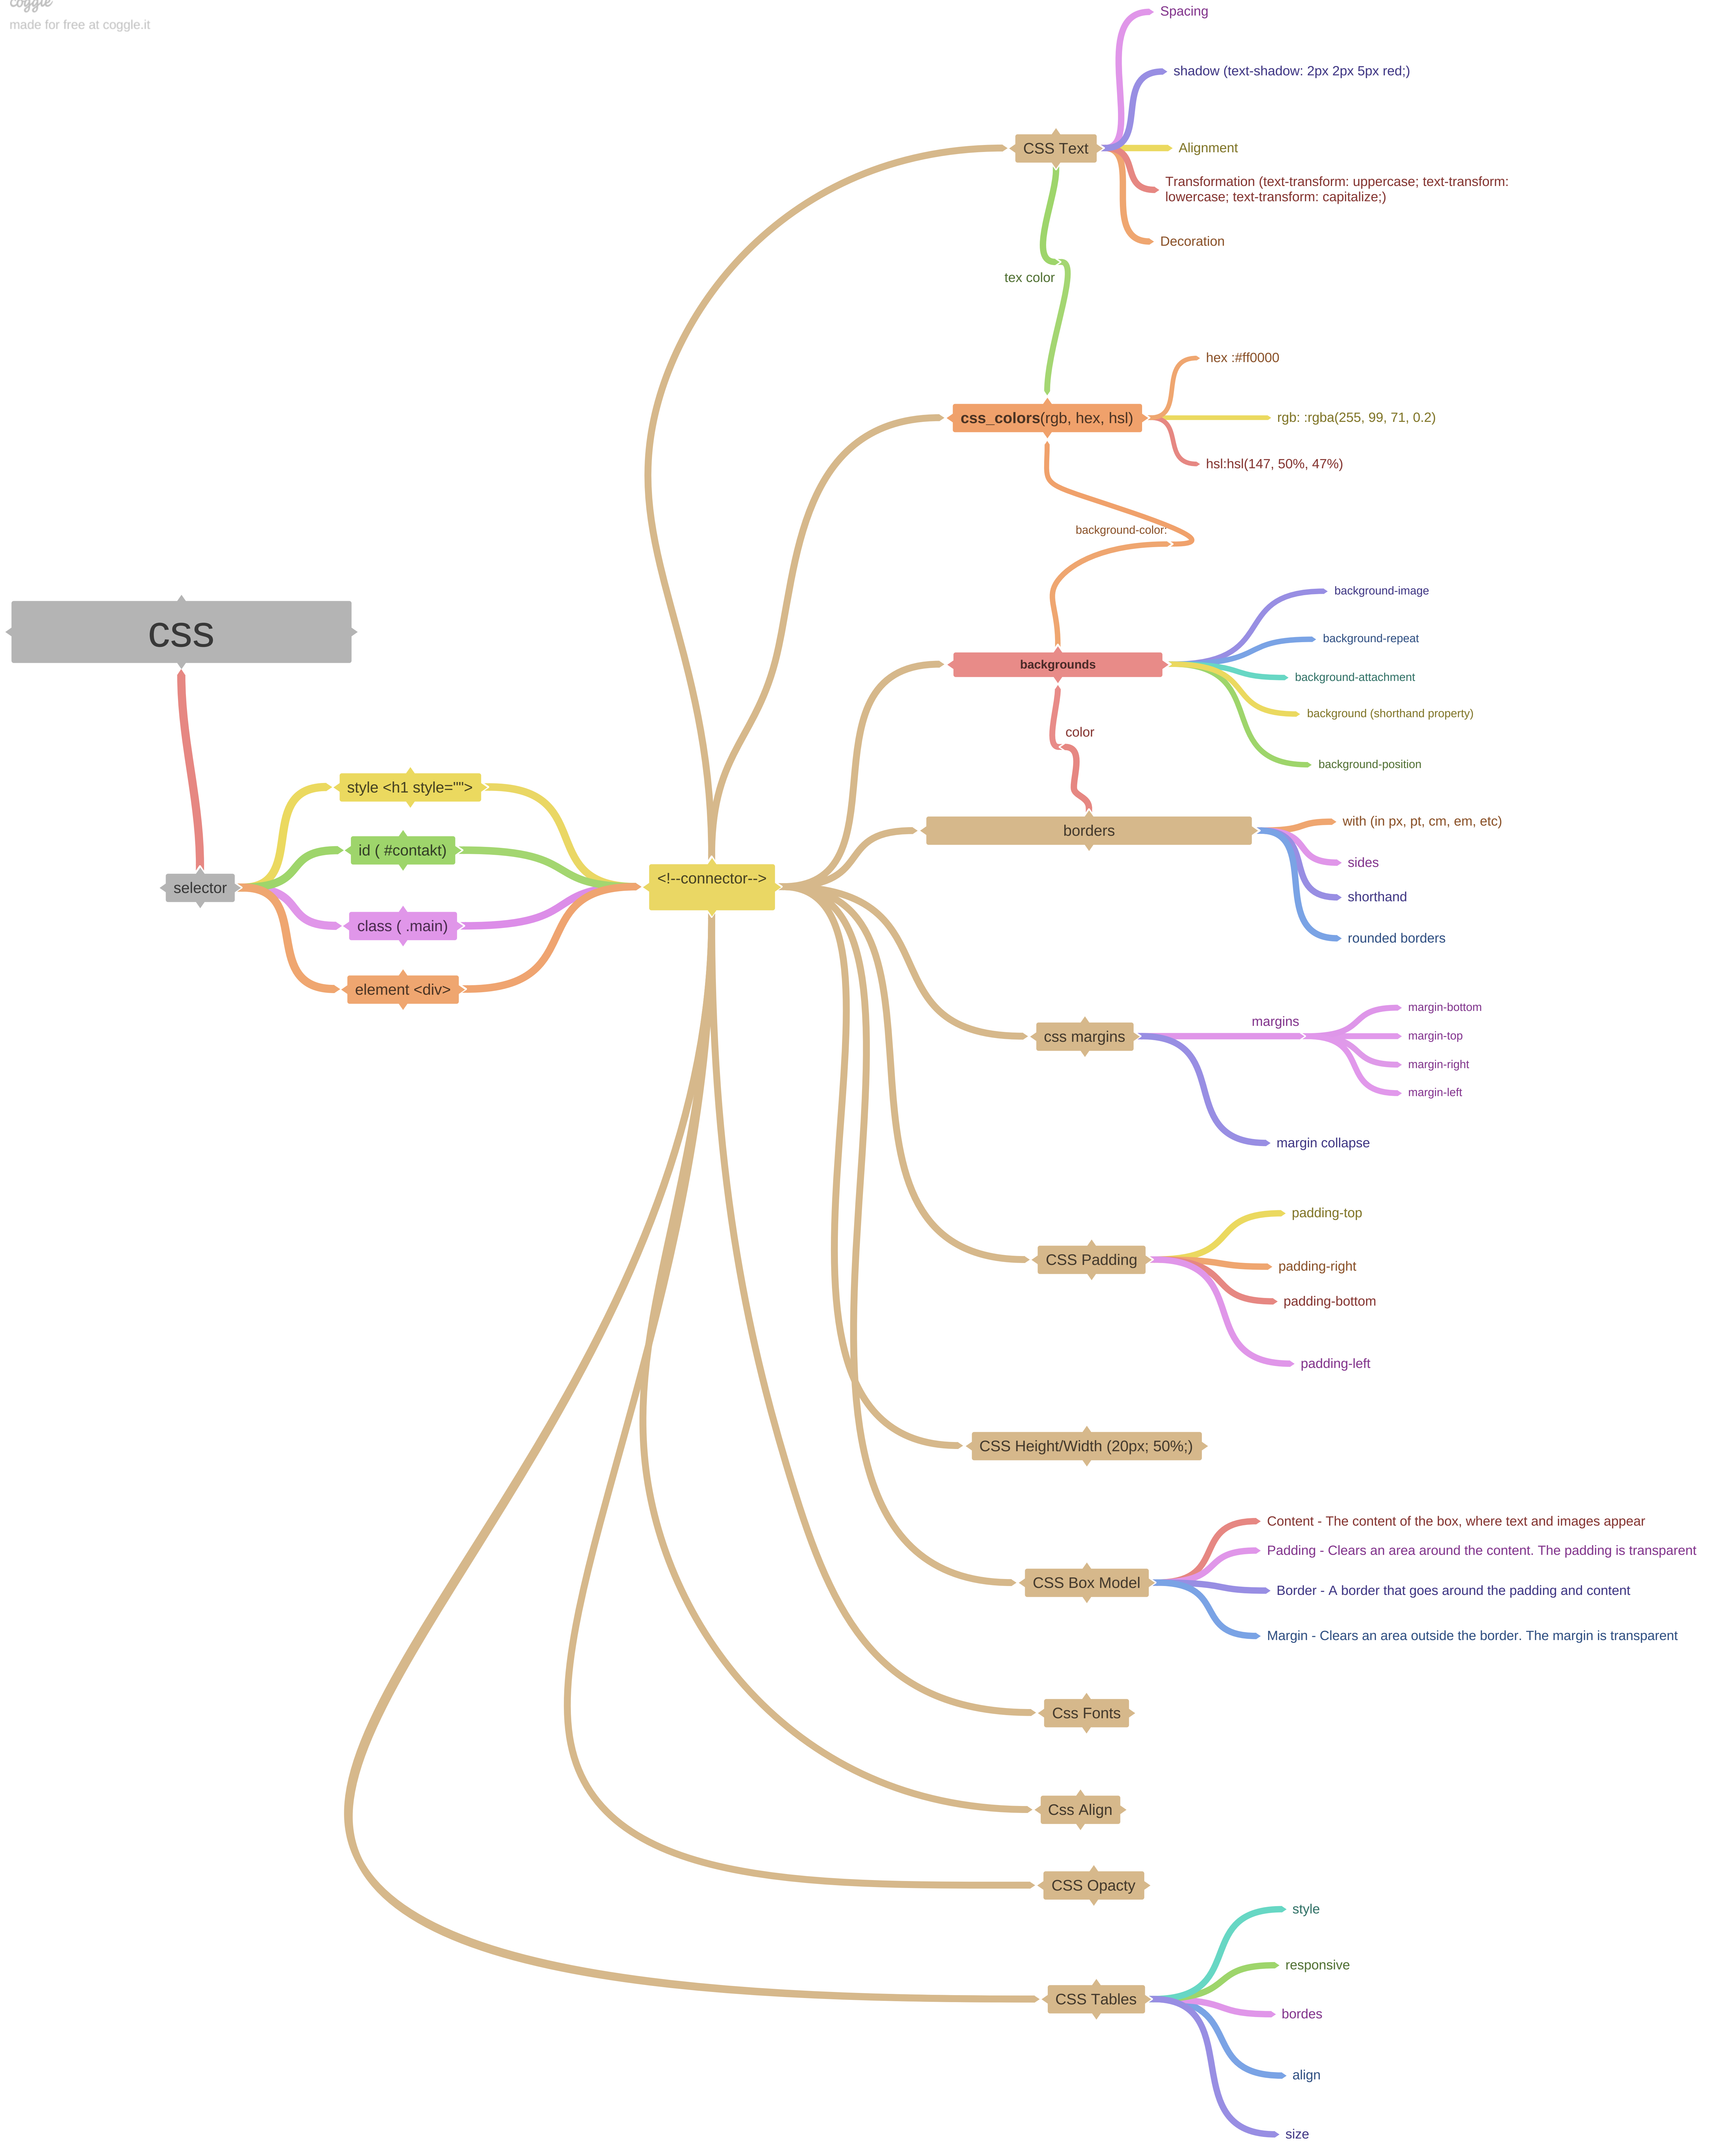 coggle
made for free at coggle.it
Spacing
shadow (text-shadow: 2px 2px 5px red;)
CSS Text
Alignment
Transformation (text-transform: uppercase; text-transform:
lowercase; text-transform: capitalize;)
Decoration
tex color
hex :#ff0000
css_colors(rgb, hex, hsl)
rgb: :rgba(255, 99, 71, 0.2)
hsl:hsl(147, 50%, 47%)
background-color:
css
background-image
background-repeat
backgrounds
background-attachment
background (shorthand property)
color
background-position
style <h1 style="">
id ( #contakt)
selector
class ( .main)
element <div>
<!--connector-->
borders
with (in px, pt, cm, em, etc)
sides
shorthand
rounded borders
css margins
margins
margin-bottom
margin-top
margin-right
margin-left
margin collapse
padding-top
CSS Padding
padding-right
padding-bottom
padding-left
CSS Height/Width (20px; 50%;)
Content - The content of the box, where text and images appear
Padding - Clears an area around the content. The padding is transparent
CSS Box Model
Border - A border that goes around the padding and content
Margin - Clears an area outside the border. The margin is transparent
Css Fonts
Css Align
CSS Opacty
style
responsive
CSS Tables
bordes
align
size